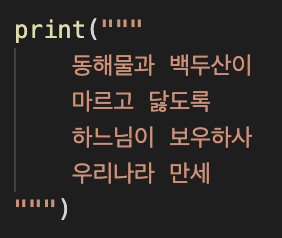 print("""
동해물과 백두산이
마르고 닳도록
하느님이 보우하사
우리나라 만세
""")